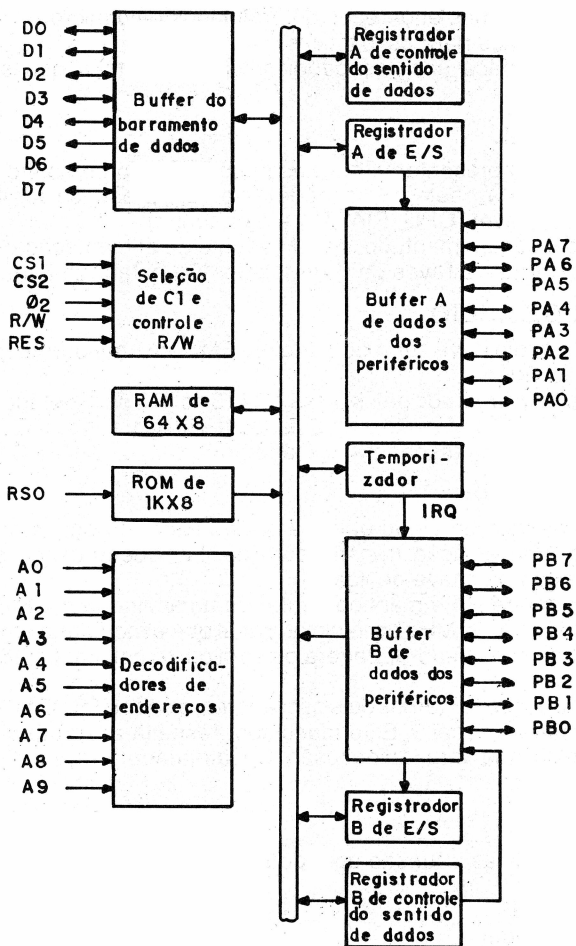 D0
D1
D2
D3
D4
D5
D6
D7
Buffer do
barramento
de dados
CS1
CS2
Ø2
R/W
RES
Seleção
de C1 e
controle
R/W
RAM de
64 X 8
RS0
ROM de
1KX8
A0
A1
A2
A3
A4
A5
A6
A7
A8
A9
Decodifica-
dores de
endereços
Registrador
A de controle
do sentido
de dados
Registrador
A de E/S
Buffer A
de dados
dos
periféricos
PA7
PA6
PA5
PA4
PA3
PA2
PA1
PA0
Tempori-
zador
IRQ
Buffer
B de
dados dos
periféricos
PB7
PB6
PB5
PB4
PB3
PB2
PB1
PB0
Registrodor
B de E/S
Registrador
B de controle
do sentido
de dados